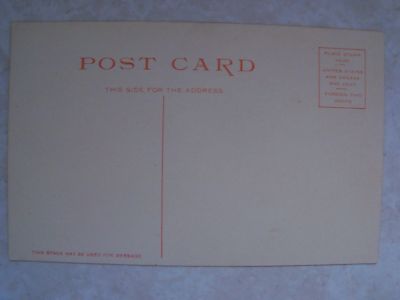 POST CARD
THIS SIDE FOR THE ADDRESS
PLACE STAMP
HERE
UNITED STATES
AND CANADA
ONE CENT
FOREIGN TWO
CENTS
THIS SPACE MAY BE USED FOR MESSAGE